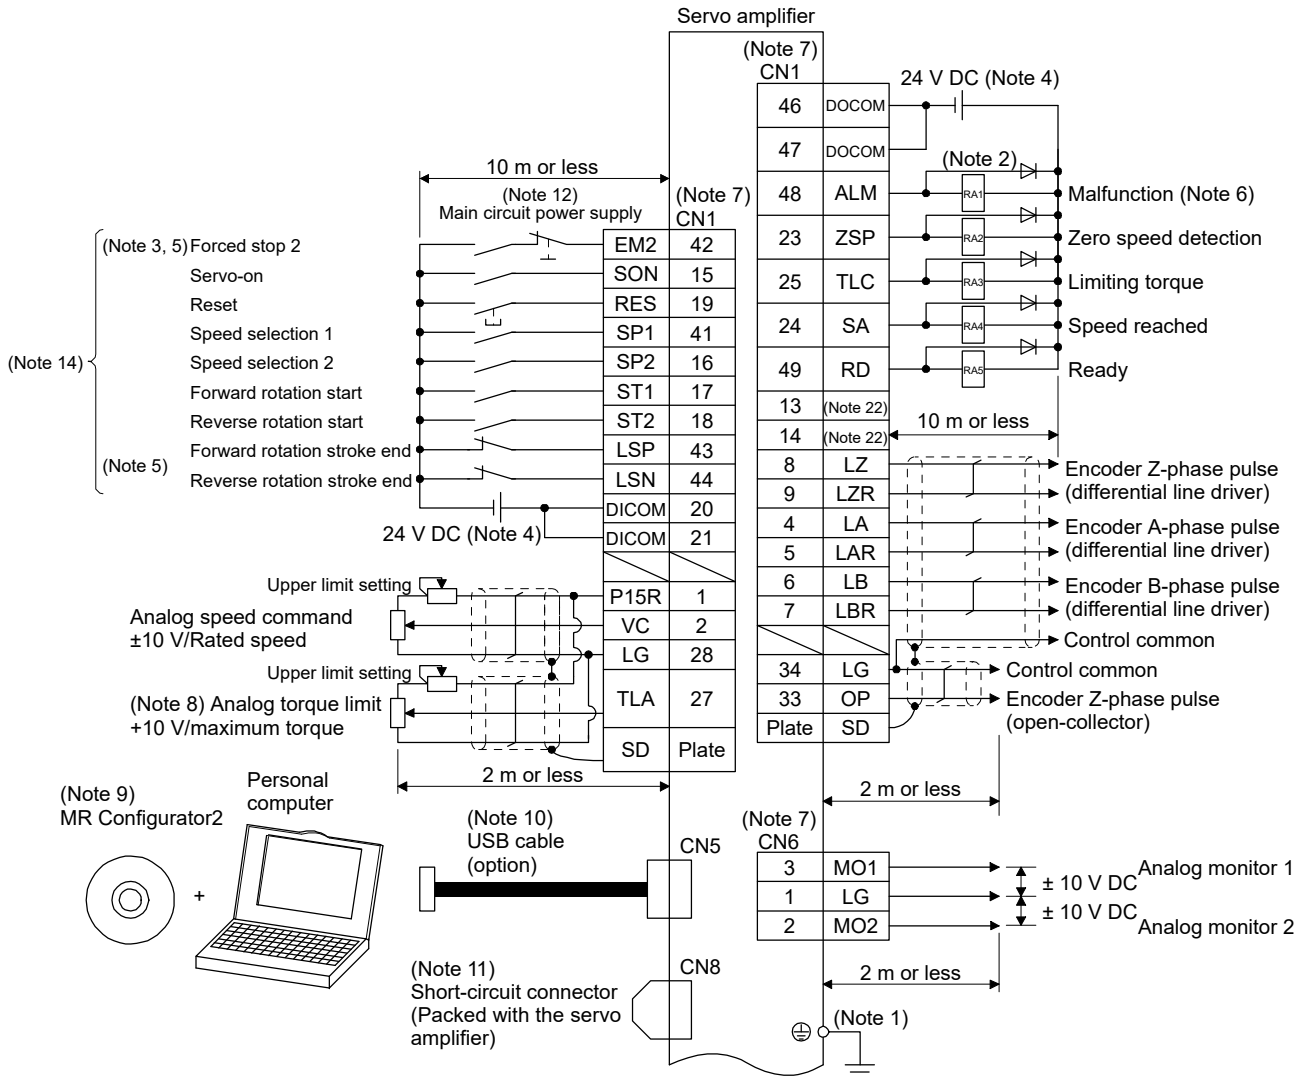 Servo amplifier
(Note 7)
CN1
24 V DC (Note 4)
46 DOCOM
47 DOCOM
(Note 2)
48 ALM RA1 Malfunction (Note 6)
23 ZSP RA2 Zero speed detection
25 TLC RA3 Limiting torque
24 SA RA4 Speed reached
49 RD RA5 Ready
13 (Note 22)
14 (Note 22)
10 m or less
8 LZ
9 LZR
Encoder Z-phase pulse
(differential line driver)
4 LA
5 LAR
Encoder A-phase pulse
(differential line driver)
6 LB
7 LBR
Encoder B-phase pulse
(differential line driver)
Control common
34 LG Control common
33 OP Encoder Z-phase pulse
(open-collector)
Plate SD
2 m or less
10 m or less
(Note 12)
Main circuit power supply
(Note 7)
CN1
(Note 14)
(Note 3, 5) Forced stop 2 EM2 42
Servo-on SON 15
Reset RES 19
Speed selection 1 SP1 41
Speed selection 2 SP2 16
Forward rotation start ST1 17
Reverse rotation start ST2 18
(Note 5)
Forward rotation stroke end LSP 43
Reverse rotation stroke end LSN 44
DICOM 20
24 V DC (Note 4) DICOM 21
Upper limit setting
P15R 1
Analog speed command
±10 V/Rated speed
VC 2
LG 28
Upper limit setting
(Note 8) Analog torque limit
+10 V/maximum torque
TLA 27
SD Plate
2 m or less
(Note 9)
MR Configurator2
+
Personal
computer
(Note 10)
USB cable
(option)
CN5
(Note 11)
Short-circuit connector
(Packed with the servo
amplifier)
CN8
(Note 7)
CN6
3 MO1 Analog monitor 1
± 10 V DC
1 LG
± 10 V DC
2 MO2 Analog monitor 2
2 m or less
(Note 1)